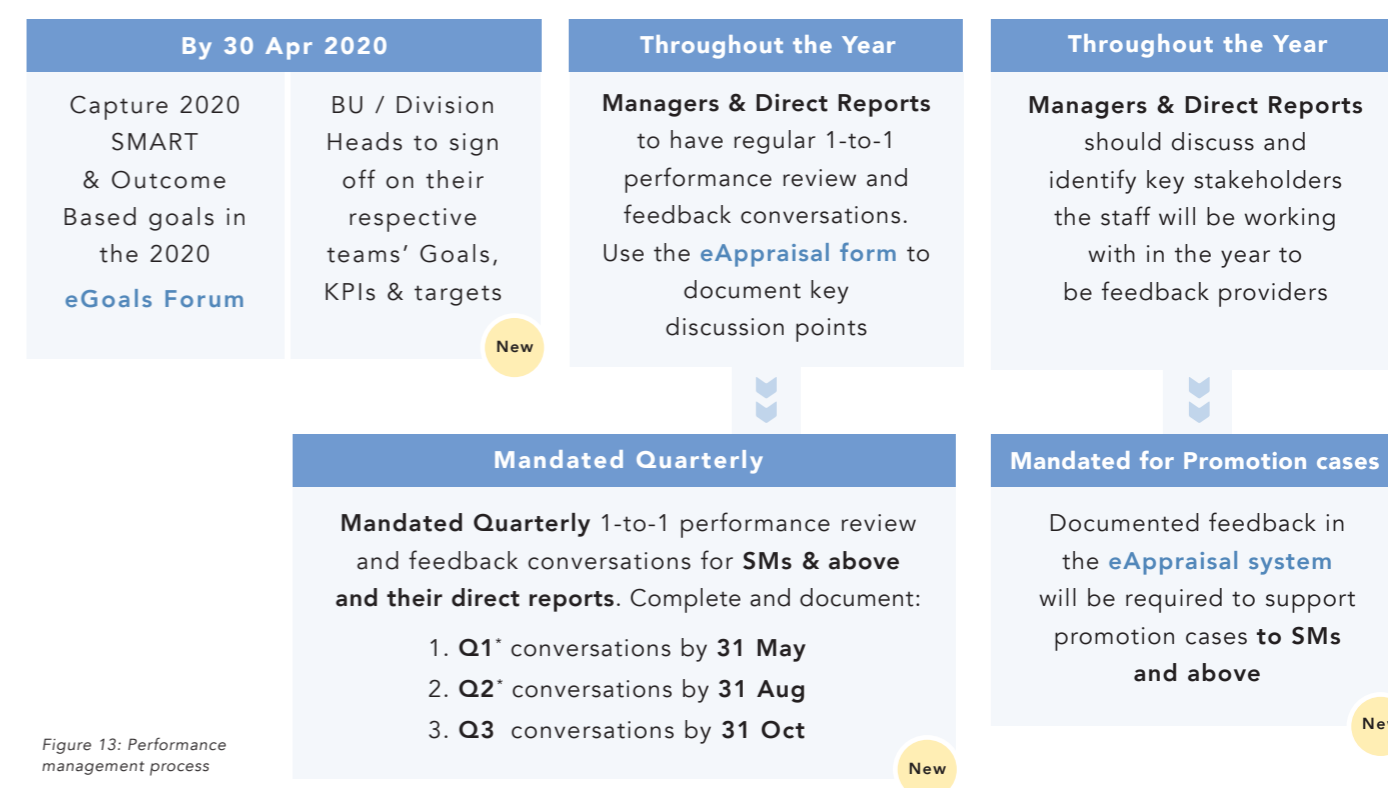 By 30 Apr 2020
Capture 2020
SMART
& Outcome
Based goals in
the 2020
eGoals Forum
BU / Division
Heads to sign
off on their
respective
teams' Goals,
KPIs & targets
New
Throughout the Year
Managers & Direct Reports
to have regular 1-to-1
performance review and
feedback conversations.
Use the eAppraisal form to
document key
discussion points
Throughout the Year
Managers & Direct Reports
should discuss and
identify key stakeholders
the staff will be working
with in the year to
be feedback providers
Mandated Quarterly
Mandated Quarterly 1-to-1 performance review
and feedback conversations for SMs & above
and their direct reports. Complete and document:
1. Q1* conversations by 31 May
2. Q2* conversations by 31 Aug
3. Q3 conversations by 31 Oct
New
Mandated for Promotion cases
Documented feedback in
the eAppraisal system
will be required to support
promotion cases to SMs
and above
Figure 13: Performance
management process